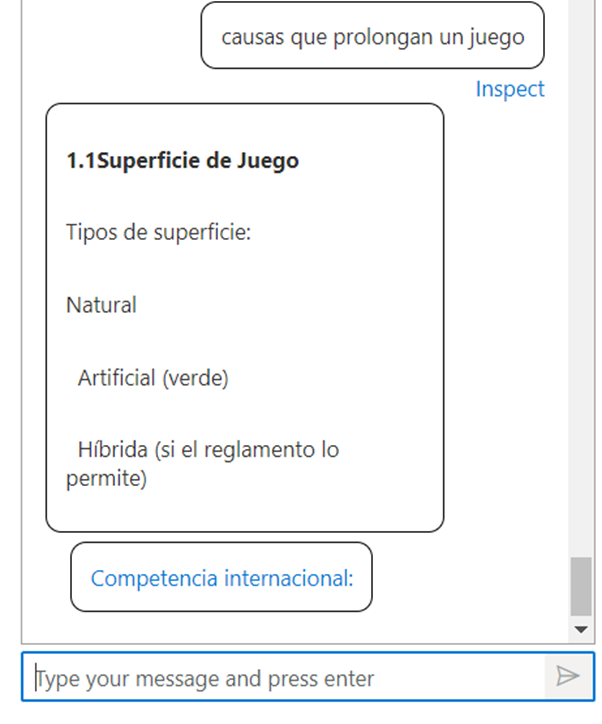 causas que prolongan un juego
Inspect
1.1Superficie de Juego
Tipos de superficie:
Natural
Artificial (verde)
Híbrida (si el reglamento lo
permite)
Competencia internacional:
Type your message and press enter